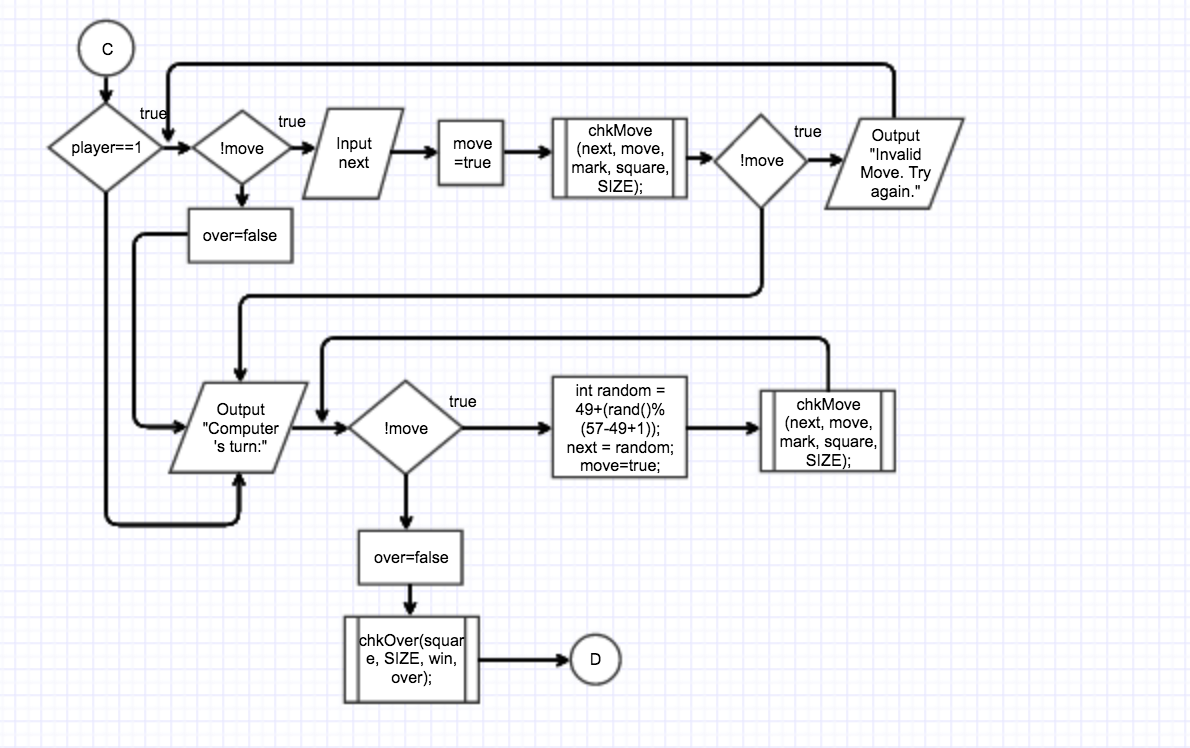 C
true
player==1
!move
true
Input
next
move
=true
chkMove
(next, move,
mark, square,
SIZE);
!move
true
Output
"Invalid
Move. Try
again."
over=false
Output
"Computer
's turn:"
!move
true
int random =
49+(rand()%
(57-49+1));
next = random;
move=true;
chkMove
(next, move,
mark, square,
SIZE);
over=false
chkOver(squar
e, SIZE, win,
over);
D